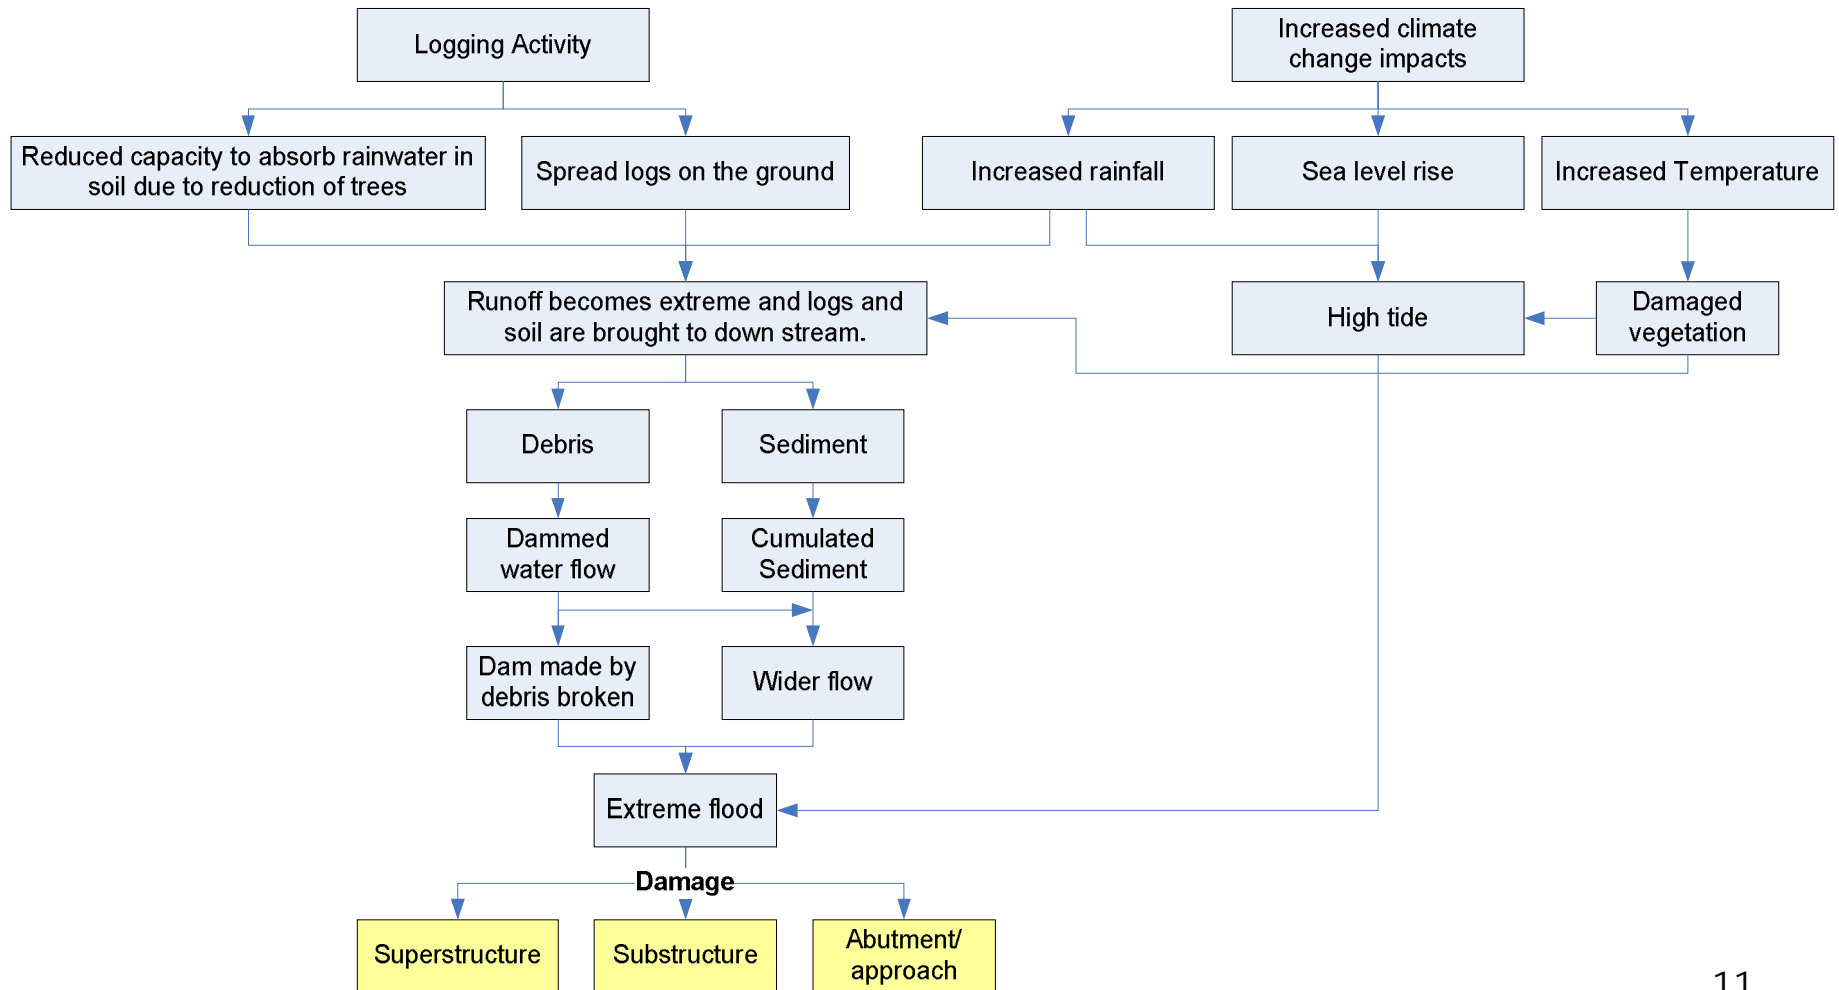 Logging Activity
Increased climate
change impacts
Reduced capacity to absorb rainwater in
soil due to reduction of trees
Spread logs on the ground
Increased rainfall
Sea level rise
Increased Temperature
Runoff becomes extreme and logs and
soil are brought to down stream.
High tide
Damaged
vegetation
Debris
Sediment
Dammed
water flow
Cumulated
Sediment
Dam made by
debris broken
Wider flow
Extreme flood
Damage
Superstructure
Substructure
Abutment/
approach
11